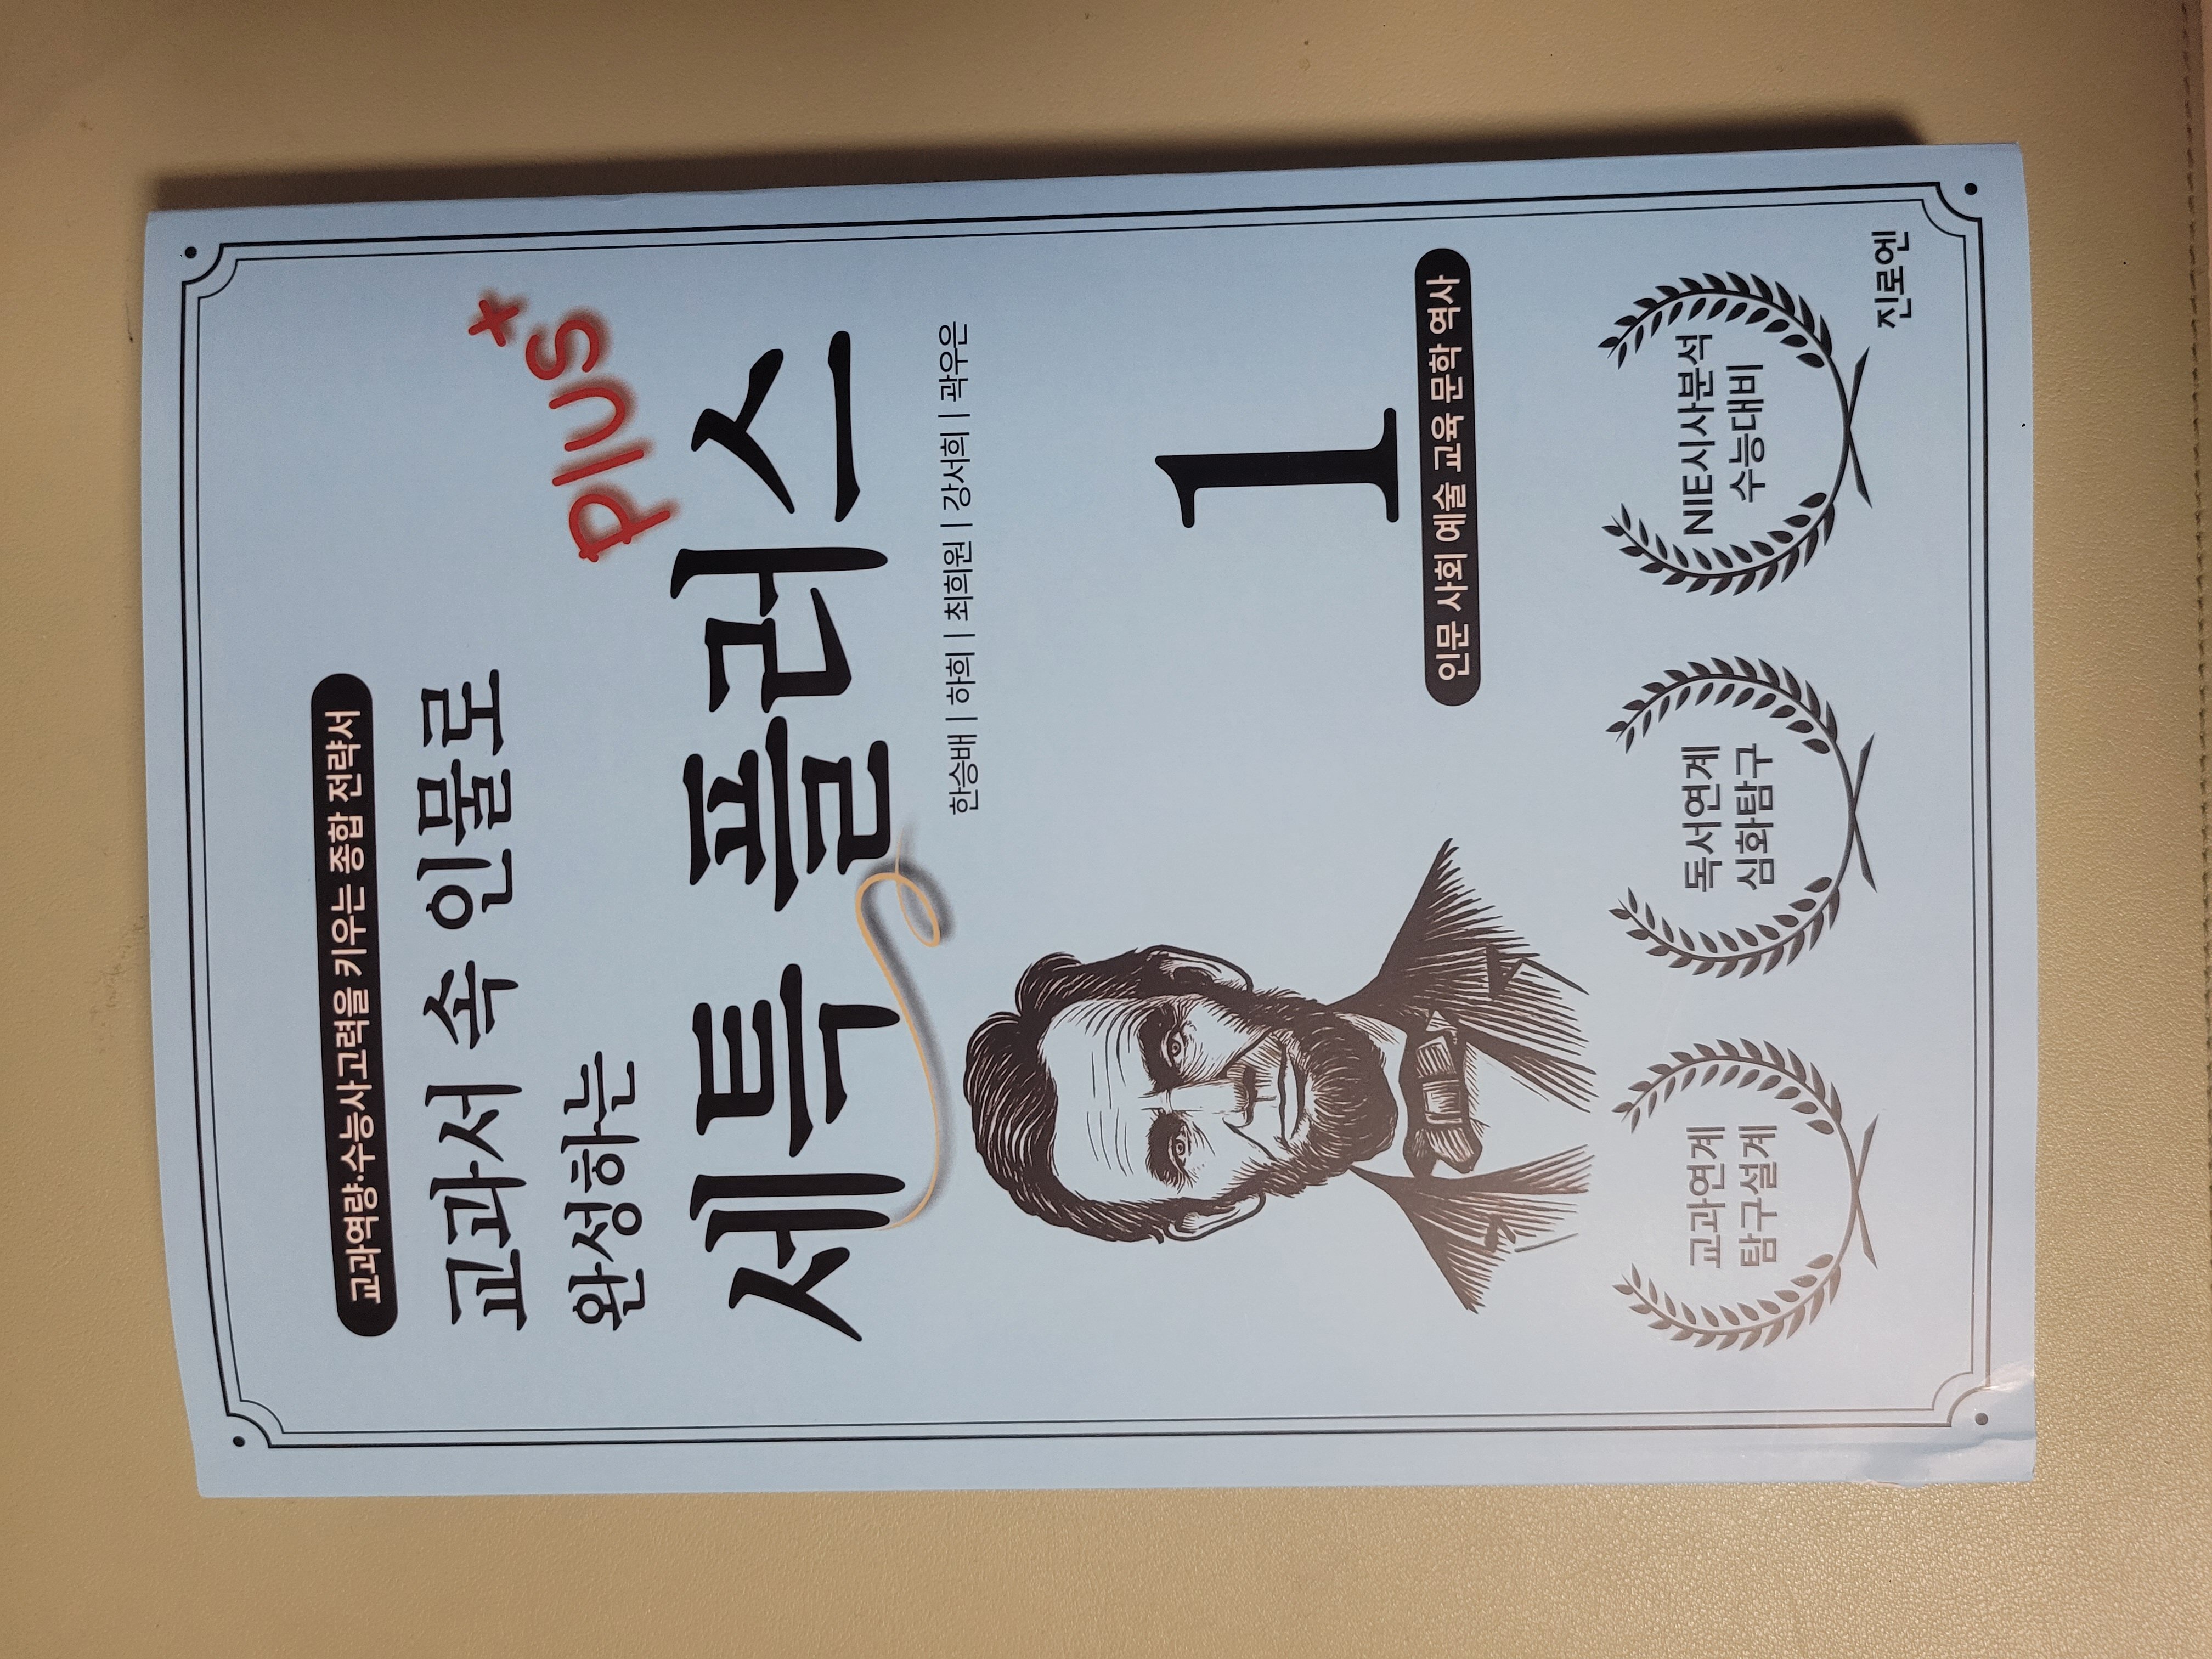 교과역량·수능사고력을 키우는 종합 전략서
교과서 속 인물로
완성하는
plus+
세특 플러스
한승배 | 하희 | 최희원 | 강서희 | 곽우은
1
인문 사회 예술 교육 문학 역사
교과연계
탐구설계
독서연계
심화탐구
NIE시사분석
수능대비
진로엔